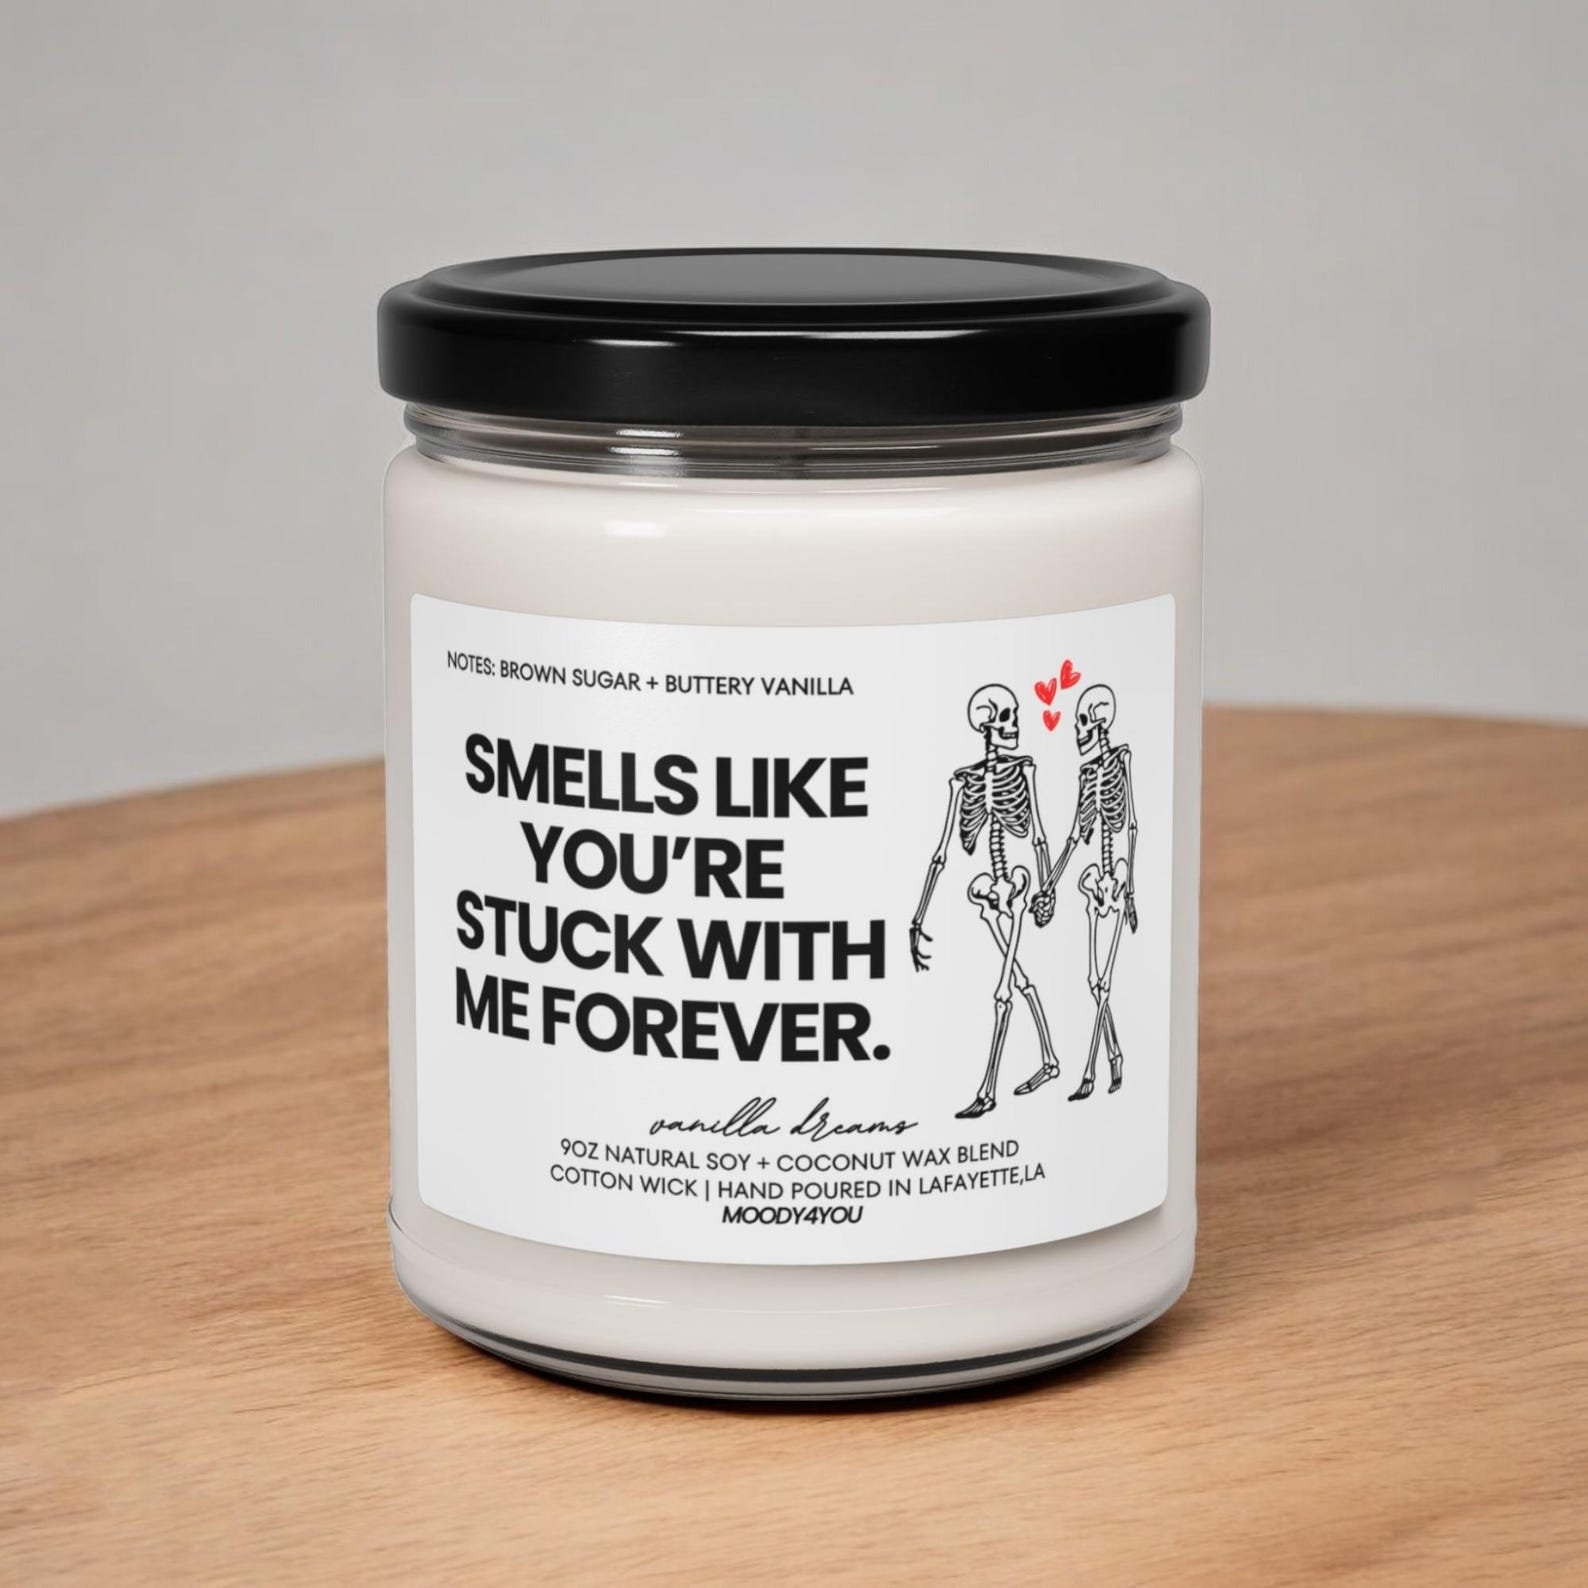 NOTES: BROWN SUGAR + BUTTERY VANILLA
SMELLS LIKE
YOU'RE
STUCK WITH
ME FOREVER.
vanilla dreams
9OZ NATURAL SOY + COCONUT WAX BLEND
COTTON WICK | HAND POURED IN LAFAYETTE,LA
MOODY4YOU